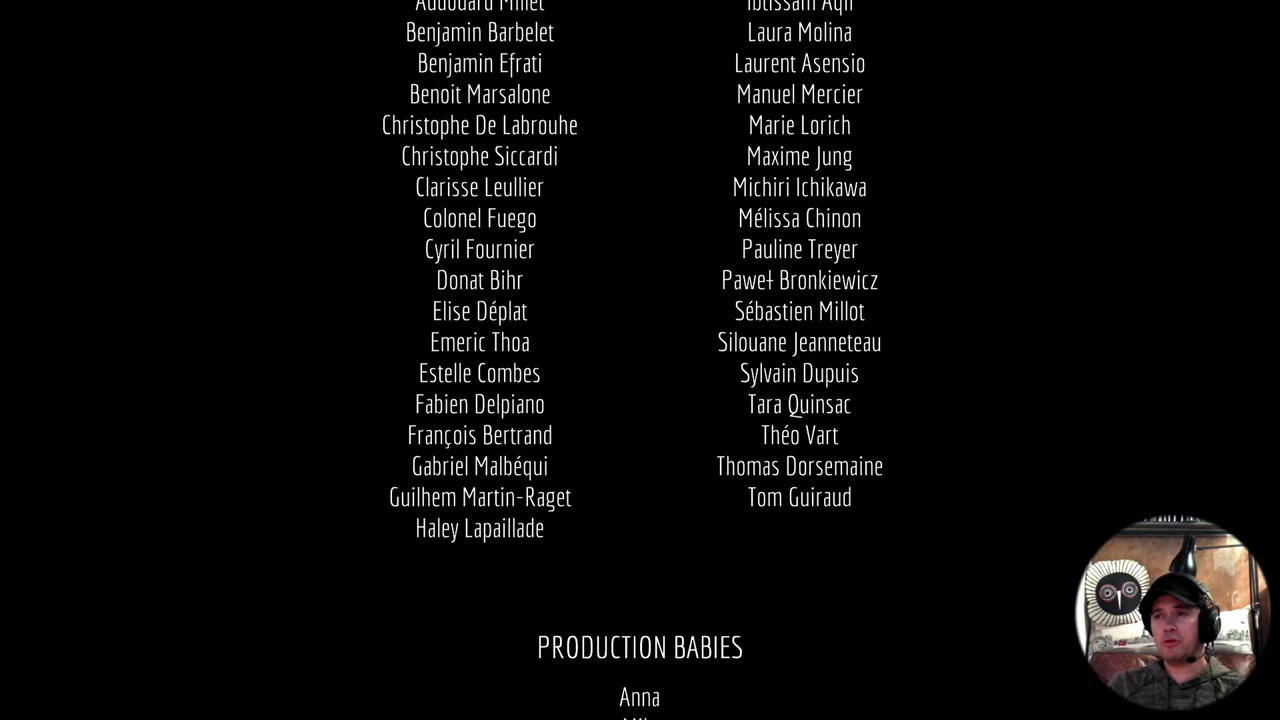 Benjamin Barbelet
Benjamin Efrati
Benoit Marsalone
Christophe De Labrouhe
Christophe Siccardi
Clarisse Leullier
Colonel Fuego
Cyril Fournier
Donat Bihr
Elise Déplat
Emeric Thoa
Estelle Combes
Fabien Delpiano
François Bertrand
Gabriel Malbéqui
Guilhem Martin-Raget
Haley Lapaillade
Laura Molina
Laurent Asensio
Manuel Mercier
Marie Lorich
Maxime Jung
Michiri Ichikawa
Mélissa Chinon
Pauline Treyer
Paweł Bronkiewicz
Sébastien Millot
Silouane Jeanneteau
Sylvain Dupuis
Tara Quinsac
Théo Vart
Thomas Dorsemaine
Tom Guiraud
PRODUCTION BABIES
Anna